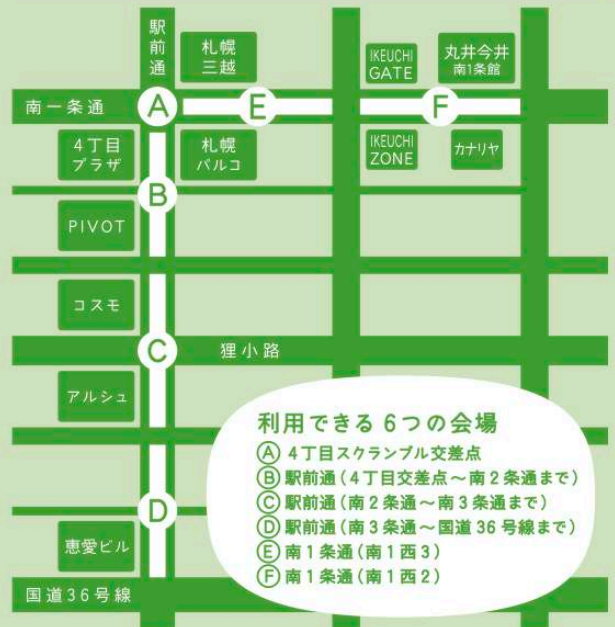 駅前通
札幌
三越
IKEUCHI
GATE
丸井今井
南1条館
南一条通
A
E
F
4丁目
プラザ
札幌
パルコ
IKEUCHI
ZONE
カナリヤ
B
PIVOT
コスモ
C
狸小路
アルシュ
D
恵愛ビル
国道36号線
利用できる6つの会場
A 4丁目スクランブル交差点
B 駅前通(4丁目交差点〜南2条通まで)
C 駅前通(南2条通〜南3条通まで)
D 駅前通(南3条通〜国道36号線まで)
E 南1条通(南1西3)
F 南1条通(南1西2)